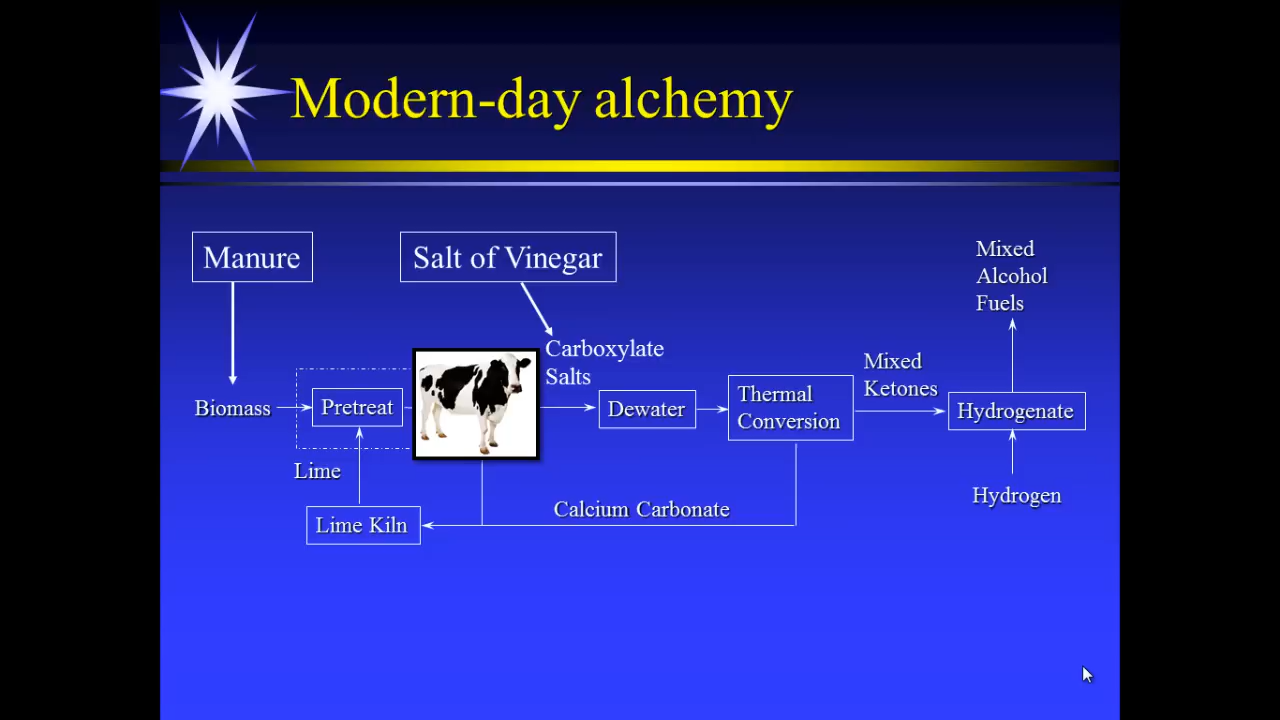 Modern-day alchemy
Manure
Salt of Vinegar
Mixed
Alcohol
Fuels
Carboxylate
Salts
Mixed
Ketones
Biomass
Pretreat
Dewater
Thermal
Conversion
Hydrogenate
Lime
Lime Kiln
Calcium Carbonate
Hydrogen